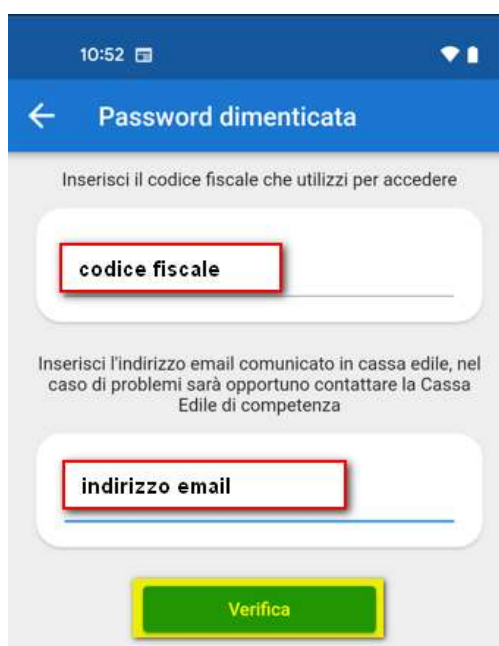 10:52
Password dimenticata
Inserisci il codice fiscale che utilizzi per accedere
codice fiscale
Inserisci l'indirizzo email comunicato in cassa edile, nel
caso di problemi sarà opportuno contattare la Cassa
Edile di competenza
indirizzo email
Verifica